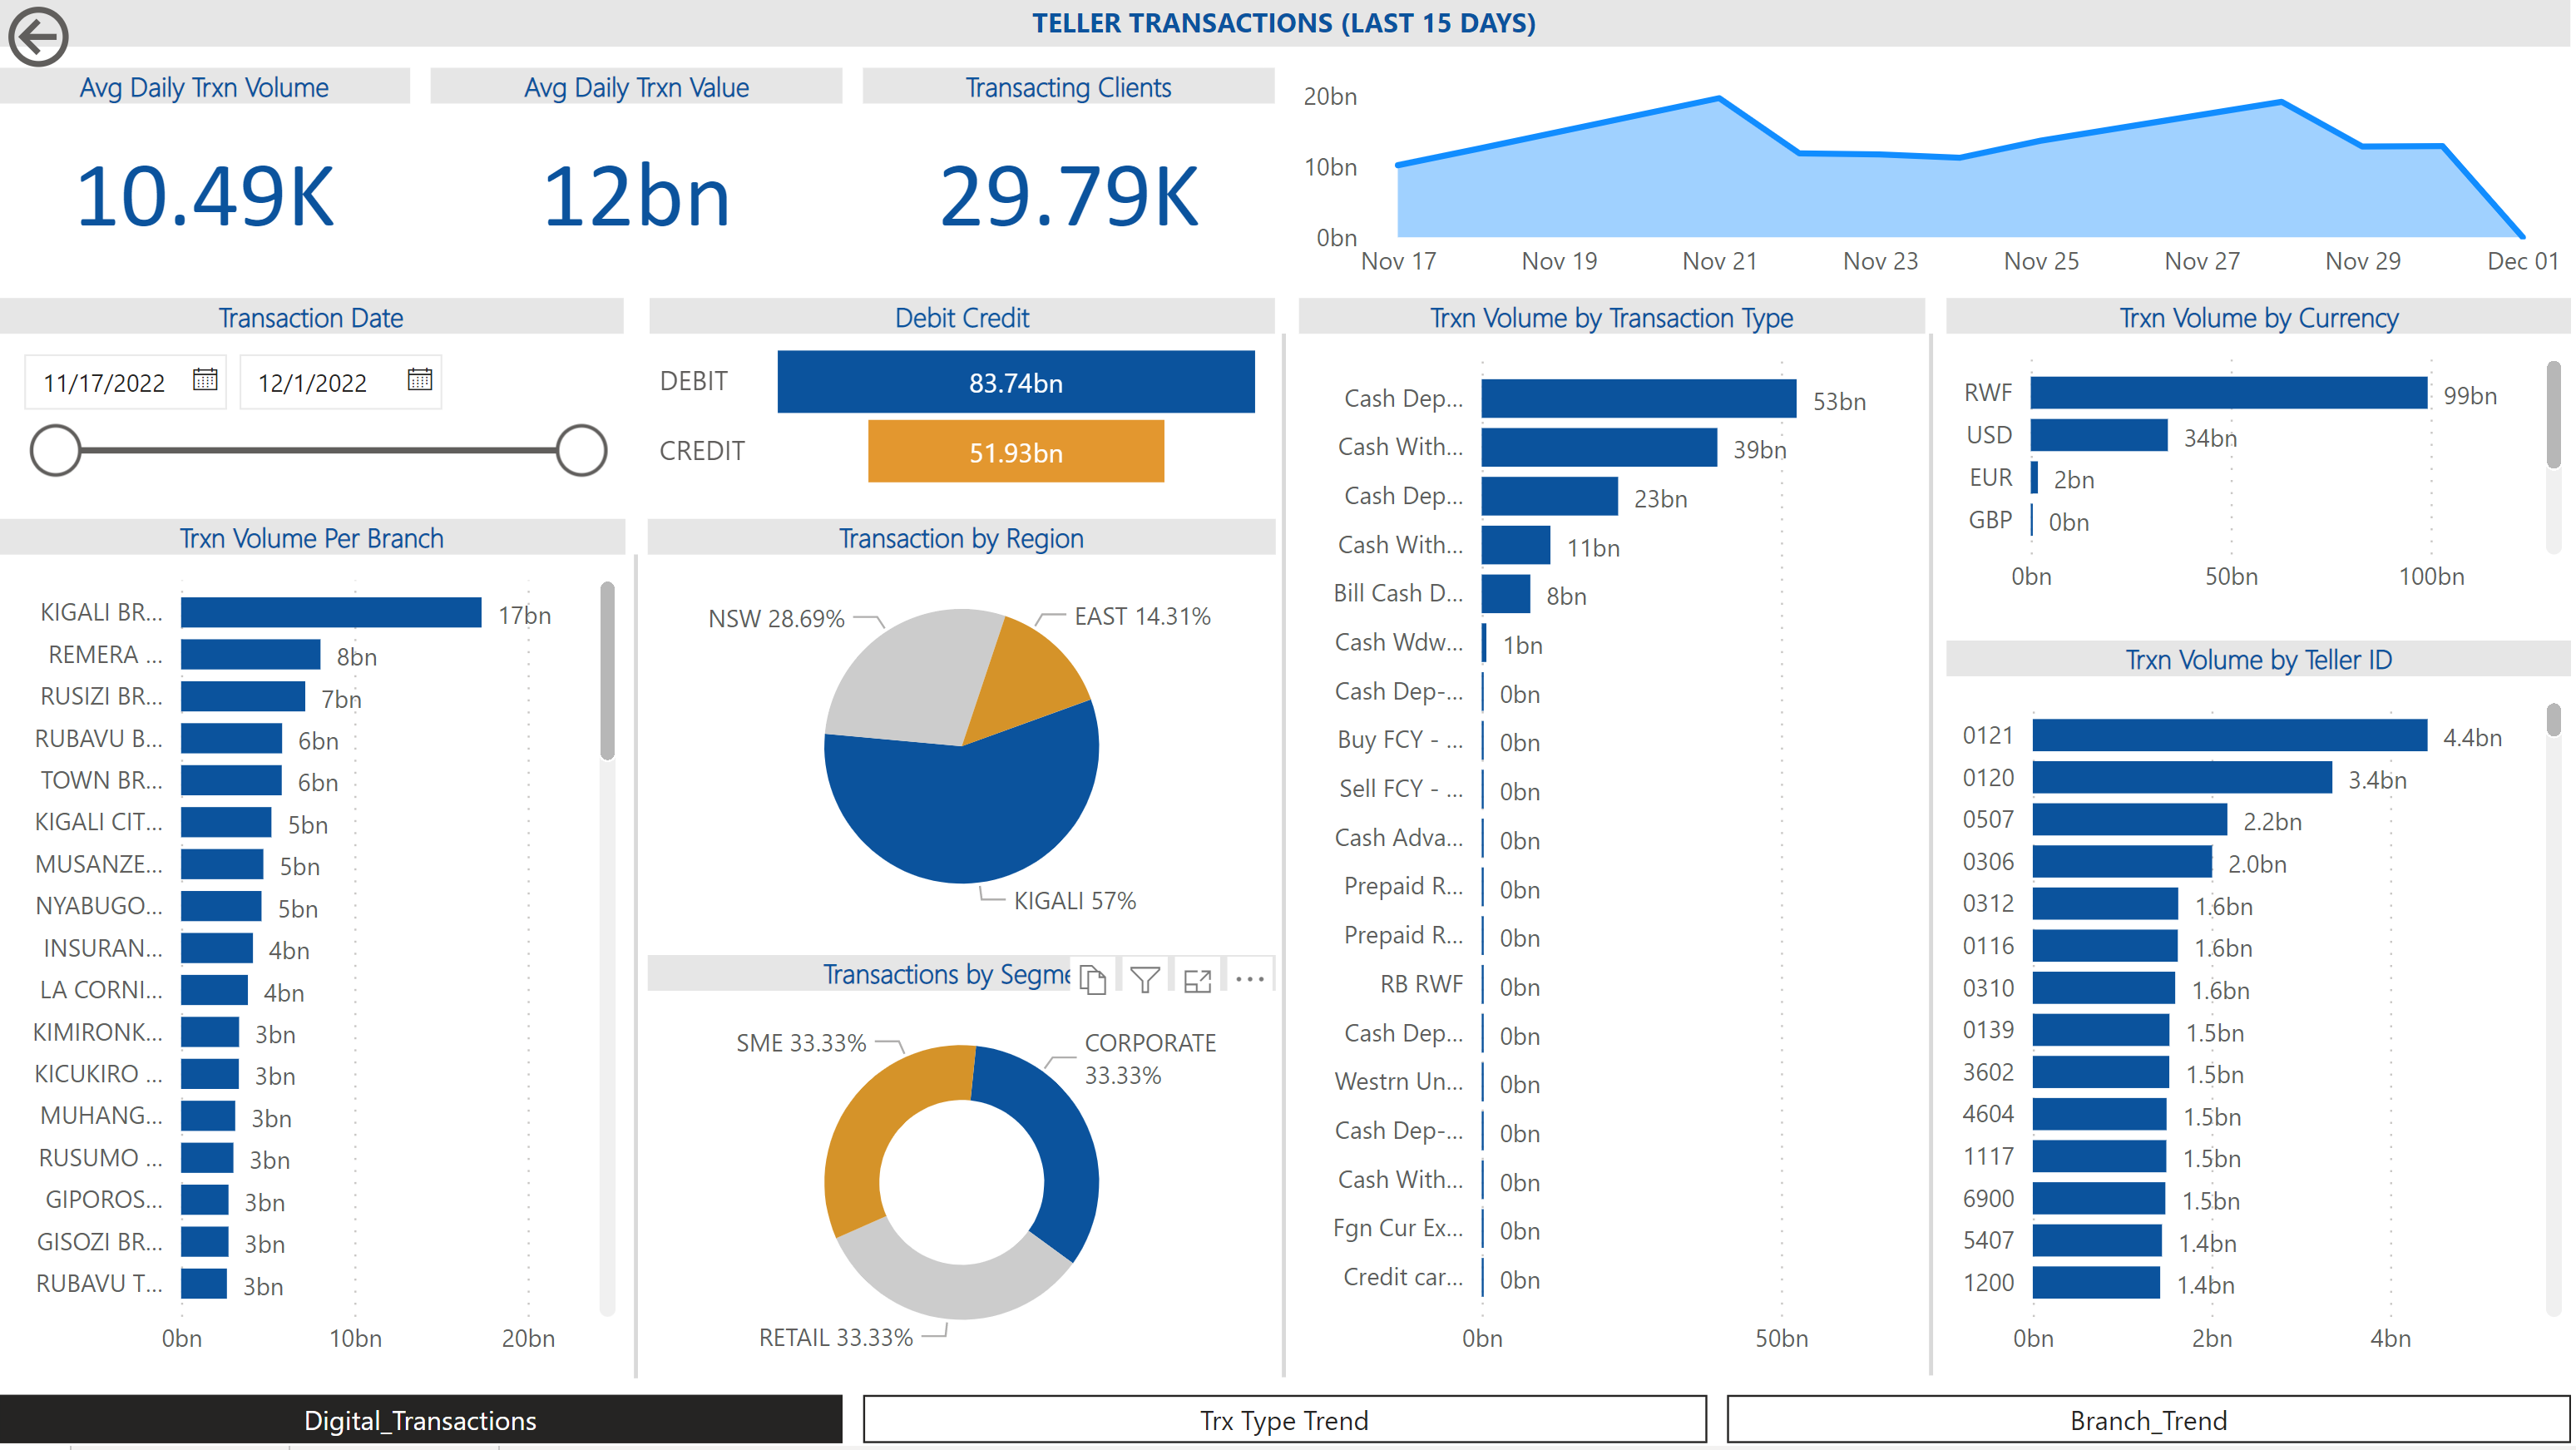 TELLER TRANSACTIONS (LAST 15 DAYS)
Avg Daily Trxn Volume
10.49K
Avg Daily Trxn Value
12bn
Transacting Clients
29.79K
20bn
10bn
0bn
Nov 17 Nov 19 Nov 21 Nov 23 Nov 25 Nov 27 Nov 29 Dec 01
Transaction Date
11/17/2022 12/1/2022
Debit Credit
DEBIT 83.74bn
CREDIT 51.93bn
Trxn Volume Per Branch
KIGALI BR... 17bn
REMERA ... 8bn
RUSIZI BR... 7bn
RUBAVU B... 6bn
TOWN BR... 6bn
KIGALI CIT... 5bn
MUSANZE... 5bn
NYABUGO... 5bn
INSURAN... 4bn
LA CORNI... 4bn
KIMIRONK... 3bn
KICUKIRO ... 3bn
MUHANG... 3bn
RUSUMO ... 3bn
GIPOROS... 3bn
GISOZI BR... 3bn
RUBAVU T... 3bn
0bn 10bn 20bn
Transaction by Region
NSW 28.69%
EAST 14.31%
KIGALI 57%
Transactions by Segme
SME 33.33%
CORPORATE
33.33%
RETAIL 33.33%
Trxn Volume by Transaction Type
Cash Dep... 53bn
Cash With... 39bn
Cash Dep... 23bn
Cash With... 11bn
Bill Cash D... 8bn
Cash Wdw... 1bn
Cash Dep-... 0bn
Buy FCY - ... 0bn
Sell FCY - ... 0bn
Cash Adva... 0bn
Prepaid R... 0bn
Prepaid R... 0bn
RB RWF 0bn
Cash Dep... 0bn
Westrn Un... 0bn
Cash Dep-... 0bn
Cash With... 0bn
Fgn Cur Ex... 0bn
Credit car... 0bn
0bn 50bn
Trxn Volume by Currency
RWF 99bn
USD 34bn
EUR 2bn
GBP 0bn
0bn 50bn 100bn
Trxn Volume by Teller ID
0121 4.4bn
0120 3.4bn
0507 2.2bn
0306 2.0bn
0312 1.6bn
0116 1.6bn
0310 1.6bn
0139 1.5bn
3602 1.5bn
4604 1.5bn
1117 1.5bn
6900 1.5bn
5407 1.4bn
1200 1.4bn
0bn 2bn 4bn
Digital_Transactions
Trx Type Trend
Branch_Trend